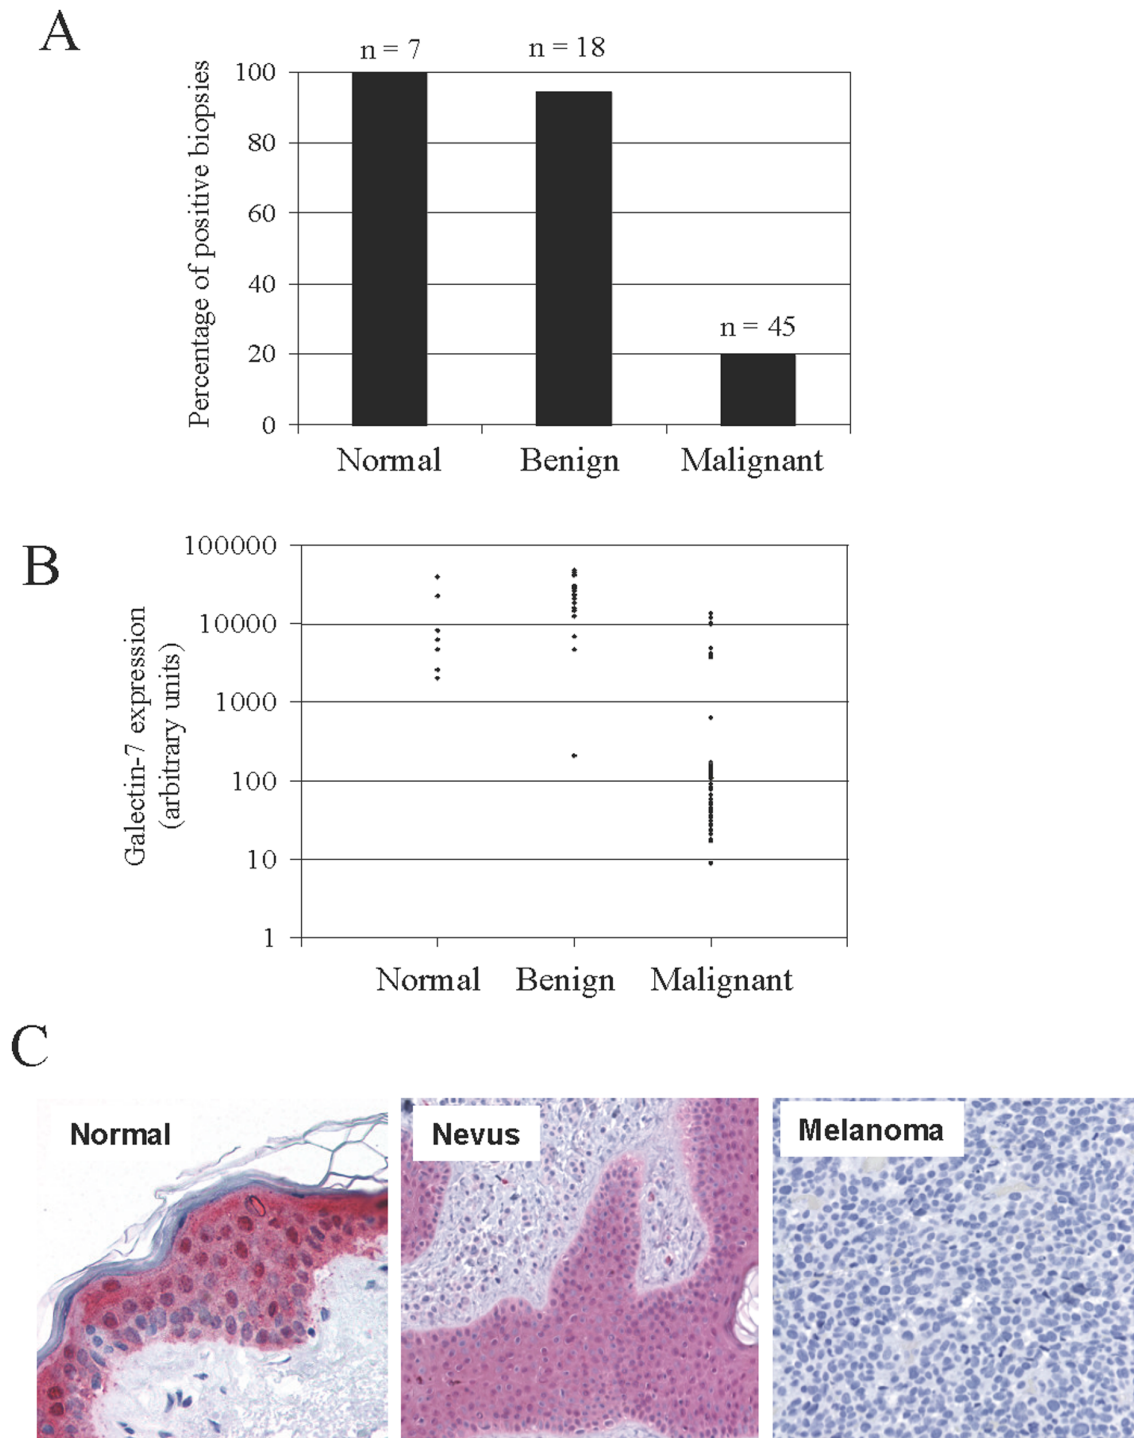 A
n = 7
n = 18
n = 45
Percentage of positive biopsies
100
80
60
40
20
0
Normal
Benign
Malignant
B
Galectin-7 expression
(arbitrary units)
100000
10000
1000
100
10
1
Normal
Benign
Malignant
C
Normal
Nevus
Melanoma